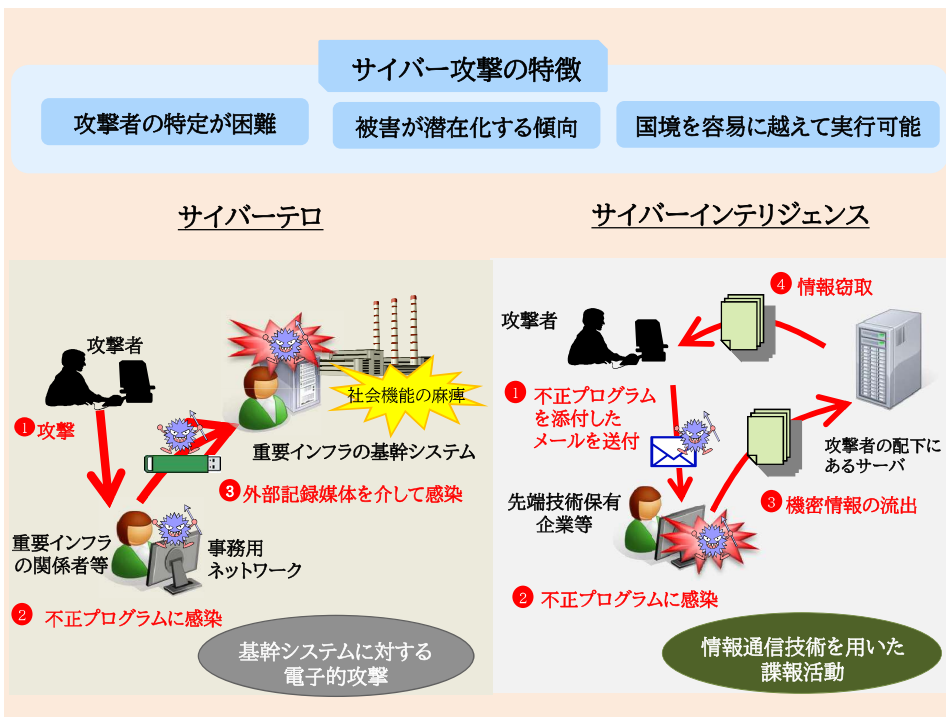 サイバー攻撃の特徴
攻撃者の特定が困難
被害が潜在化する傾向
国境を容易に越えて実行可能
サイバーテロ
攻撃者
❶攻撃
重要インフラ
の関係者等
事務用
ネットワーク
❷ 不正プログラムに感染
❸外部記録媒体を介して感染
重要インフラの基幹システム
社会機能の麻痺
基幹システムに対する
電子的攻撃
サイバーインテリジェンス
攻撃者
❶ 不正プログラム
を添付した
メールを送付
先端技術保有
企業等
❷ 不正プログラムに感染
❸ 機密情報の流出
攻撃者の配下に
あるサーバ
❹ 情報窃取
情報通信技術を用いた
諜報活動